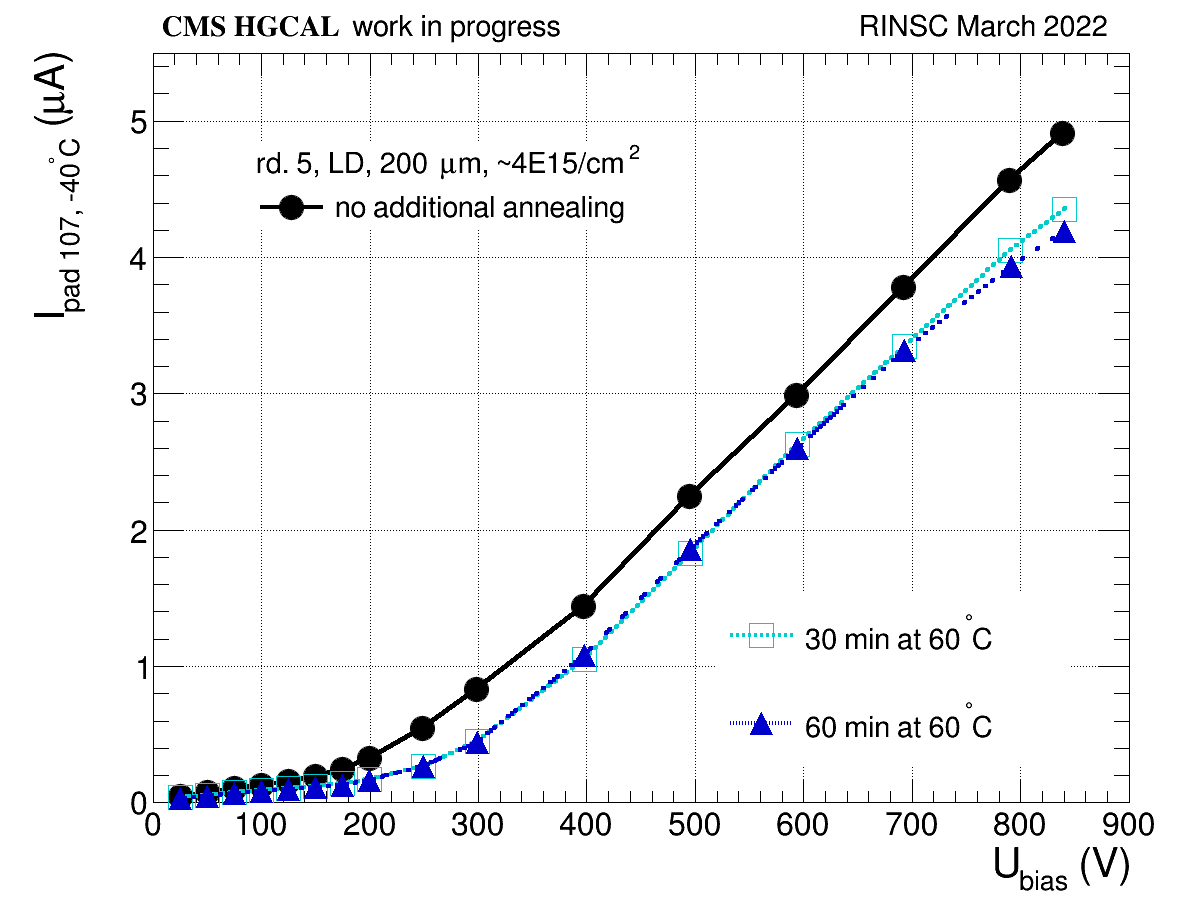 CMS HGCAL work in progress
RINSC March 2022
I pad 107, -40°C (μA)
rd. 5, LD, 200 μm, ~4E15/cm²
no additional annealing
30 min at 60°C
60 min at 60°C
5
4
3
2
1
0
0 100 200 300 400 500 600 700 800 900
U bias (V)